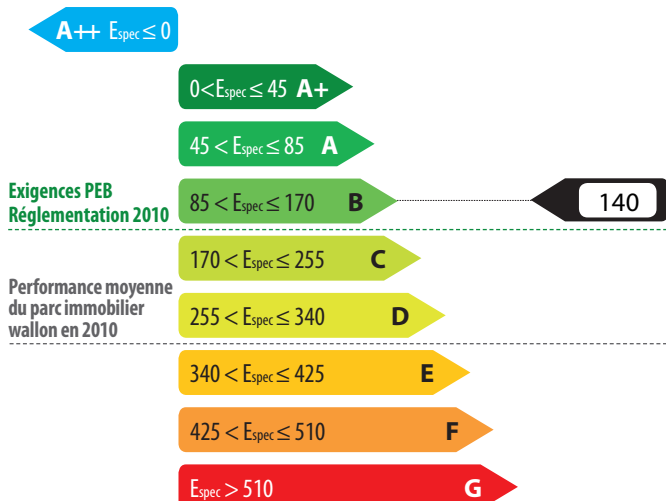 A++ Espec ≤ 0
0 < Espec ≤ 45 A+
45 < Espec ≤ 85 A
Exigences PEB
Réglementation 2010
85 < Espec ≤ 170 B
140
170 < Espec ≤ 255 C
Performance moyenne
du parc immobilier
wallon en 2010
255 < Espec ≤ 340 D
340 < Espec ≤ 425 E
425 < Espec ≤ 510 F
Espec > 510 G